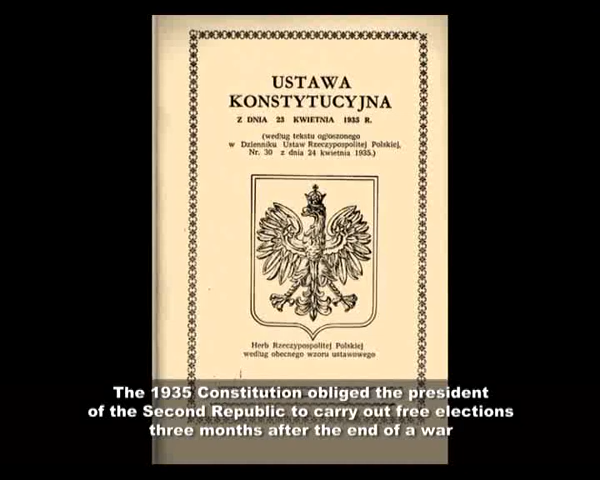 USTAWA
KONSTYTUCYJNA
Z DNIA 23 KWIETNIA 1935 R.
(według tekstu ogłoszonego
w Dzienniku Ustaw Rzeczypospolitej Polskiej,
Nr. 30 z dnia 24 kwietnia 1935.)
Herb Rzeczypospolitej Polskiej
według obecnego wzoru ustawowego
The 1935 Constitution obliged the president
of the Second Republic to carry out free elections
three months after the end of a war